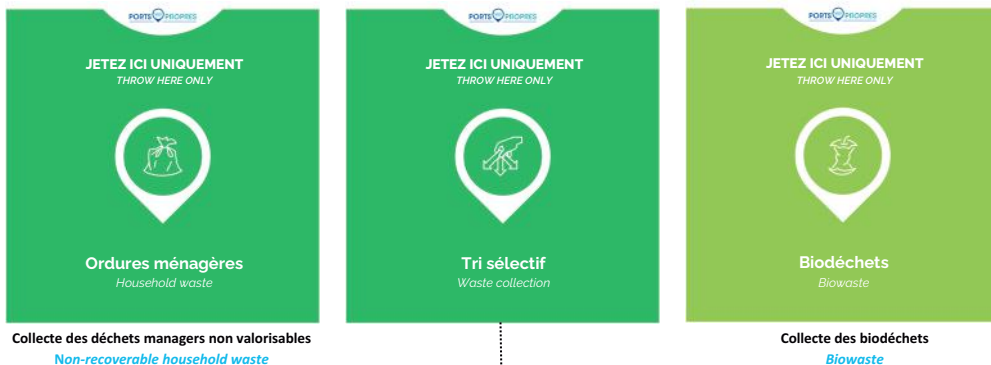 PORTS PROPRES
JETEZ ICI UNIQUEMENT
THROW HERE ONLY
Ordures ménagères
Household waste
Collecte des déchets managers non valorisables
Non-recoverable household waste
PORTS PROPRES
JETEZ ICI UNIQUEMENT
THROW HERE ONLY
Tri sélectif
Waste collection
PORTS PROPRES
JETEZ ICI UNIQUEMENT
THROW HERE ONLY
Biodéchets
Biowaste
Collecte des biodéchets
Biowaste